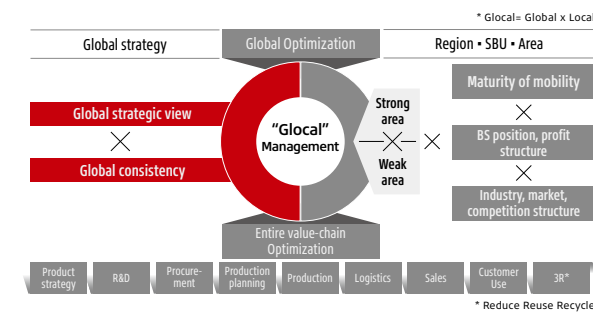 * Glocal= Global x Local
Global strategy
Global Optimization
Region ▪ SBU ▪ Area
Global strategic view
Global consistency
“Glocal”
Management
Strong
area
Weak
area
Maturity of mobility
BS position, profit
structure
Industry, market,
competition structure
Entire value-chain
Optimization
Product
strategy
R&D
Procure-
ment
Production
planning
Production
Logistics
Sales
Customer
Use
3R*
* Reduce Reuse Recycle